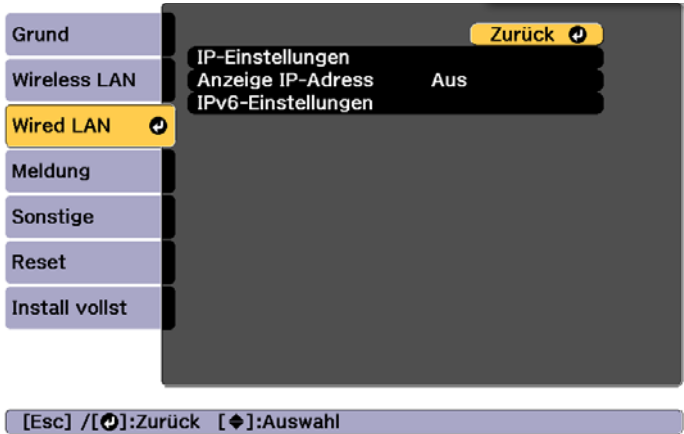 Grund
Wireless LAN
Wired LAN
Meldung
Sonstige
Reset
Install vollst
Zurück
IP-Einstellungen
Anzeige IP-Adress Aus
IPv6-Einstellungen
[Esc] /[⏎]:Zurück [◆]:Auswahl